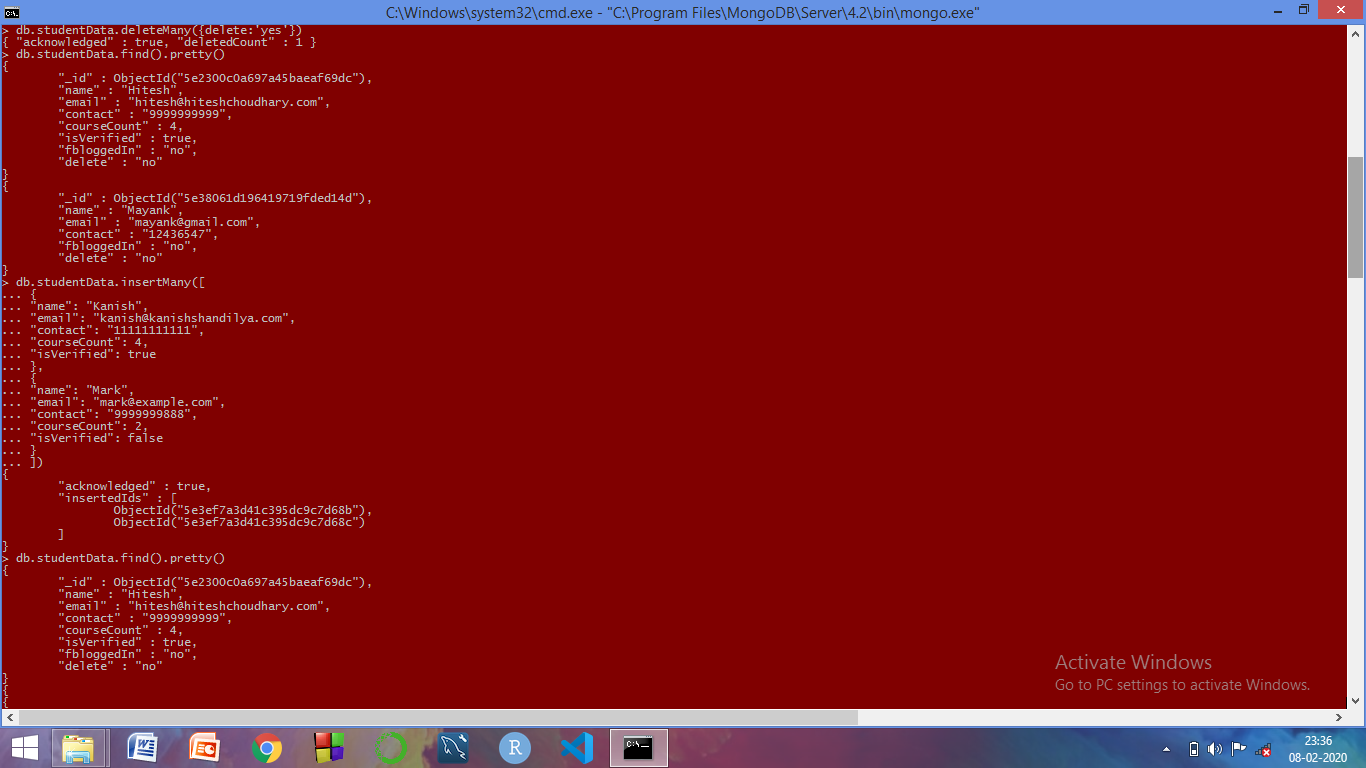 C:\Windows\system32\cmd.exe - "C:\Program Files\MongoDB\Server\4.2\bin\mongo.exe"
> db.studentData.deleteMany({delete:'yes'})
{ "acknowledged" : true, "deletedCount" : 1 }
> db.studentData.find().pretty()
{
"_id" : ObjectId("5e2300c0a697a45baeaf69dc"),
"name" : "Hitesh",
"email" : "hitesh@hiteshchoudhary.com",
"contact" : "9999999999",
"courseCount" : 4,
"isVerified" : true,
"fbloggedIn" : "no",
"delete" : "no"
}
{
"_id" : ObjectId("5e38061d196419719fded14d"),
"name" : "Mayank",
"email" : "mayank@gmail.com",
"contact" : "12436547",
"fbloggedIn" : "no",
"delete" : "no"
}
> db.studentData.insertMany([
... {
... "name": "Kanish",
... "email": "kanish@kanishshandilya.com",
... "contact": "11111111111",
... "courseCount": 4,
... "isVerified": true
... },
... {
... "name": "Mark",
... "email": "mark@example.com",
... "contact": "9999999888",
... "courseCount": 2,
... "isVerified": false
... }
... ])
{
"acknowledged" : true,
"insertedIds" : [
ObjectId("5e3ef7a3d41c395dc9c7d68b"),
ObjectId("5e3ef7a3d41c395dc9c7d68c")
]
}
> db.studentData.find().pretty()
{
"_id" : ObjectId("5e2300c0a697a45baeaf69dc"),
"name" : "Hitesh",
"email" : "hitesh@hiteshchoudhary.com",
"contact" : "9999999999",
"courseCount" : 4,
"isVerified" : true,
"fbloggedIn" : "no",
"delete" : "no"
}
{
{
Activate Windows
Go to PC settings to activate Windows.
23:36
08-02-2020